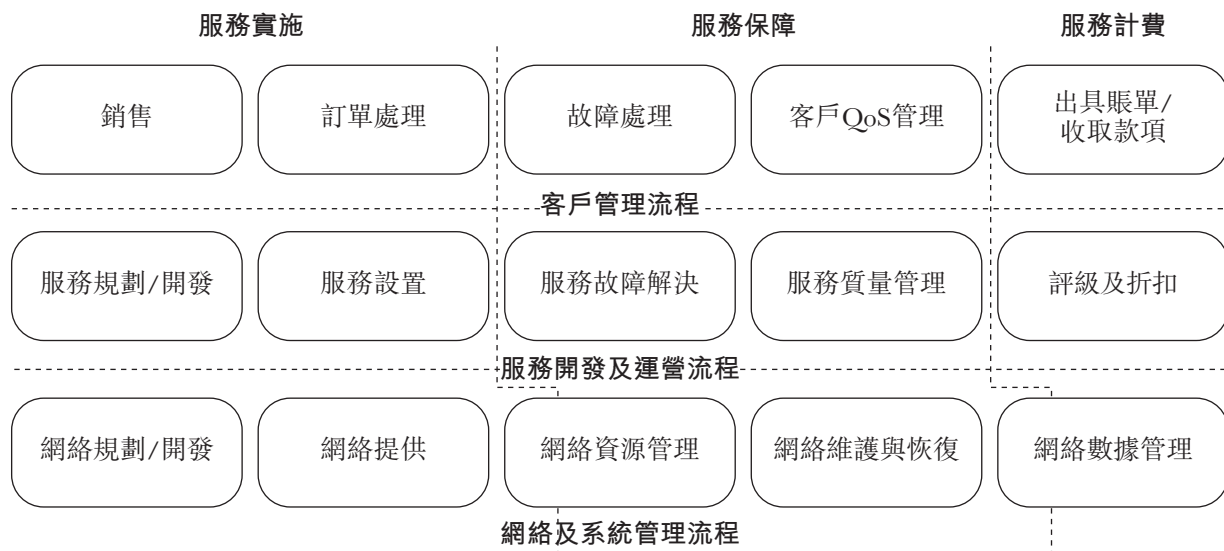 服務實施
服務保障
服務計費
銷售
訂單處理
故障處理
客戶QoS管理
出具賬單/
收取款項
客戶管理流程
服務規劃/開發
服務設置
服務故障解決
服務質量管理
評級及折扣
服務開發及運營流程
網絡規劃/開發
網絡提供
網絡資源管理
網絡維護與恢復
網絡數據管理
網絡及系統管理流程